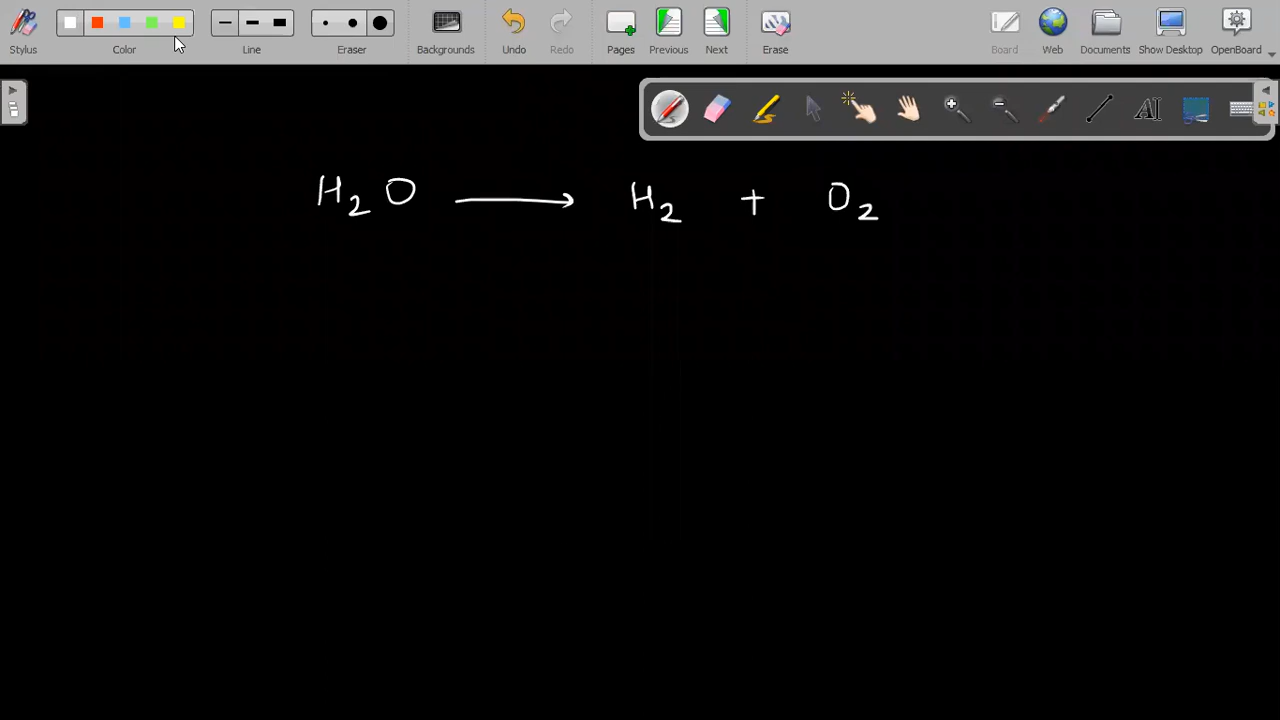 Stylus Color Line Eraser Backgrounds Undo Redo Pages Previous Next Erase Board Web Documents Show Desktop OpenBoard
AI
H₂O → H₂ + O₂